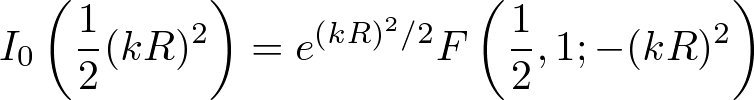 I_0\left(\frac{1}{2}(kR)^2\right) = e^{(kR)^2/2} F\left(\frac{1}{2}, 1; -(kR)^2\right)